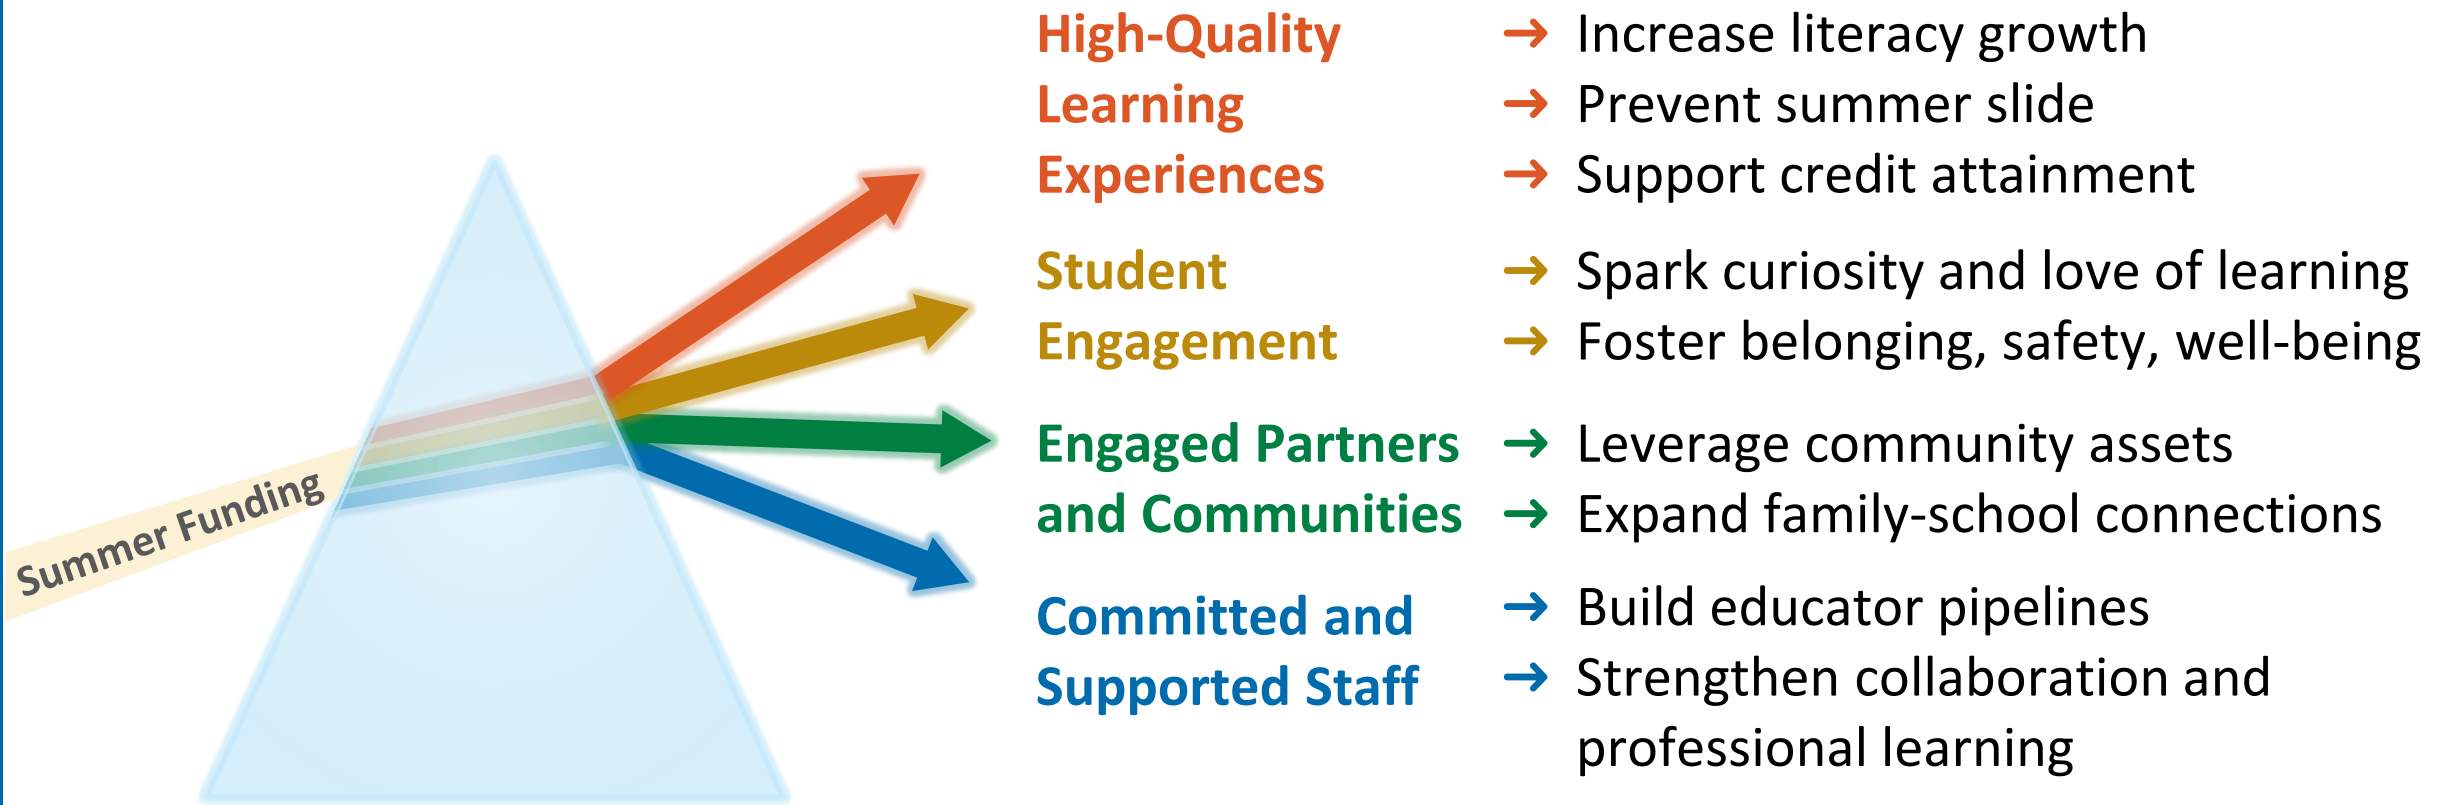 Summer Funding
High-Quality
Learning
Experiences
→ Increase literacy growth
→ Prevent summer slide
→ Support credit attainment
Student
Engagement
→ Spark curiosity and love of learning
→ Foster belonging, safety, well-being
Engaged Partners
and Communities
→ Leverage community assets
→ Expand family-school connections
Committed and
Supported Staff
→ Build educator pipelines
→ Strengthen collaboration and
professional learning